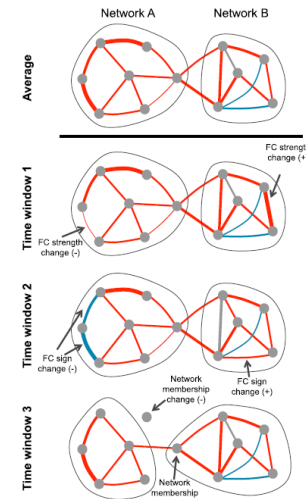 Network A
Network B
Average
FC strength
change (+
Time window 1
FC strength
change (-)
Time window 2
FC sign
change (-)
Network
membership
change (-)
FC sign
change (+)
Time window 3
Network
membership